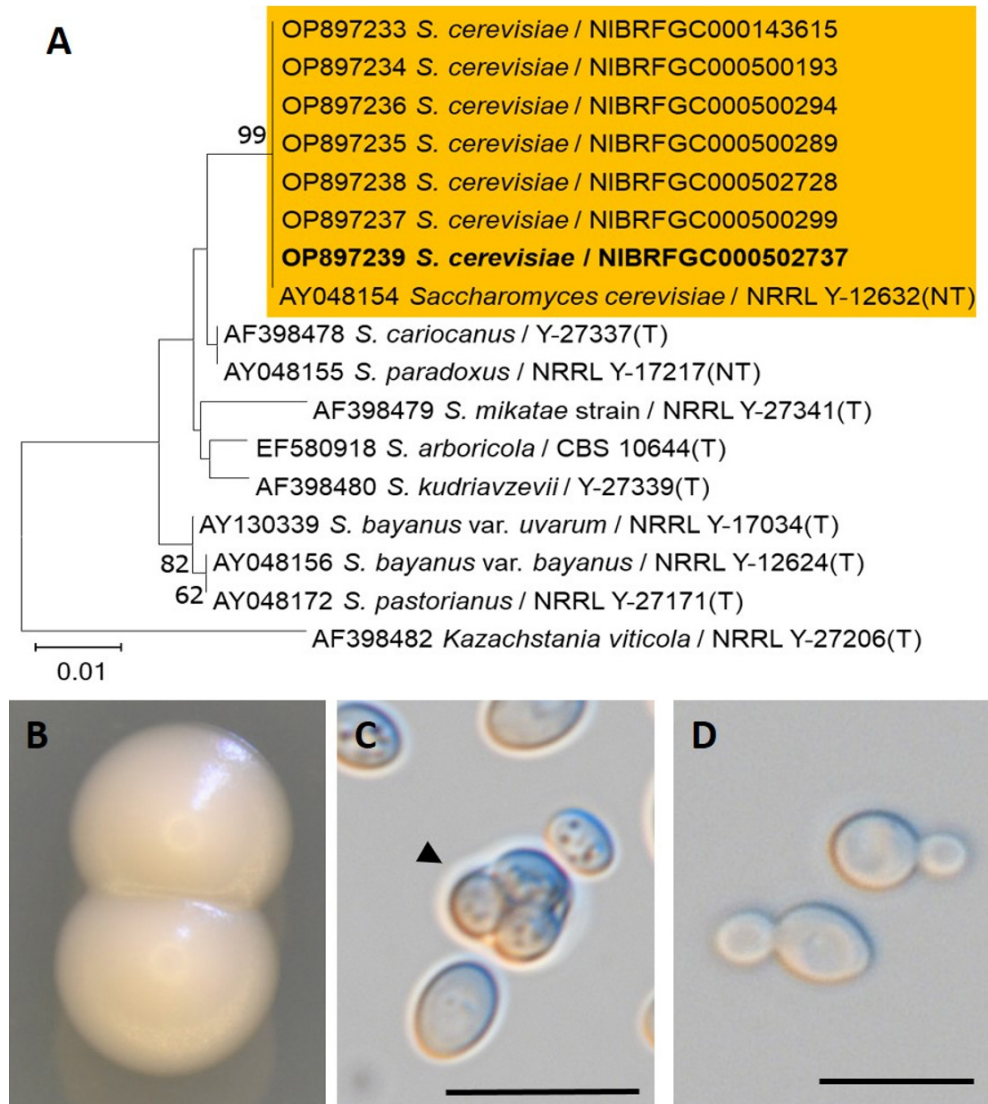 A
OP897233 S. cerevisiae / NIBRFGC000143615
OP897234 S. cerevisiae / NIBRFGC000500193
OP897236 S. cerevisiae / NIBRFGC000500294
99
OP897235 S. cerevisiae / NIBRFGC000500289
OP897238 S. cerevisiae / NIBRFGC000502728
OP897237 S. cerevisiae / NIBRFGC000500299
OP897239 S. cerevisiae / NIBRFGC000502737
AY048154 Saccharomyces cerevisiae / NRRL Y-12632(NT)
AF398478 S. cariocanus / Y-27337(T)
AY048155 S. paradoxus / NRRL Y-17217(NT)
AF398479 S. mikatae strain / NRRL Y-27341(T)
EF580918 S. arboricola / CBS 10644(T)
AF398480 S. kudriavzevii / Y-27339(T)
AY130339 S. bayanus var. uvarum / NRRL Y-17034(T)
82
AY048156 S. bayanus var. bayanus / NRRL Y-12624(T)
62
AY048172 S. pastorianus / NRRL Y-27171(T)
AF398482 Kazachstania viticola / NRRL Y-27206(T)
0.01
B
C
D